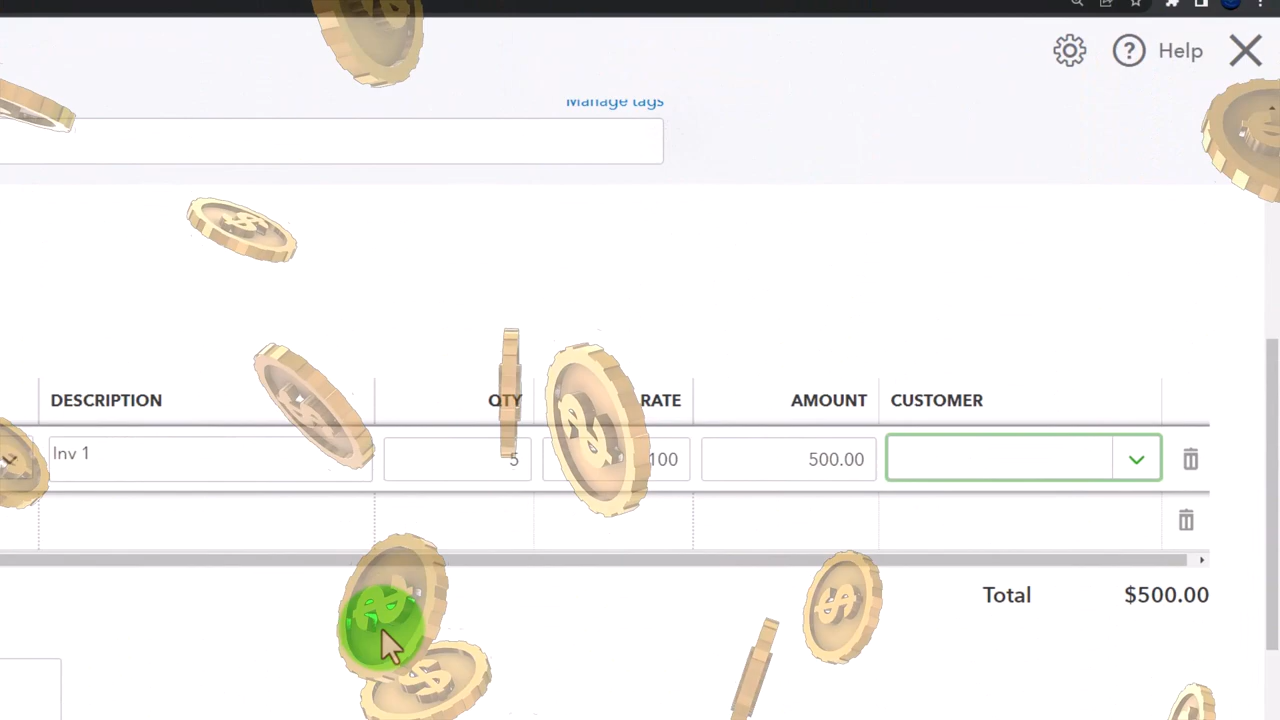 Help
Manage tags
DESCRIPTION QTY RATE AMOUNT CUSTOMER
Inv 1 5 100 500.00
Total $500.00